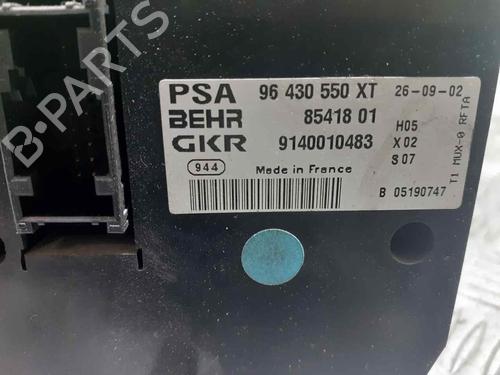 PSA 96 430 550 XT 26-09-02
BEHR 85418 01 H05
GKR 9140010483 X 02
S 07
944 Made in France
B 05190747
T1 MUX-0 RFTA
B-PARTS